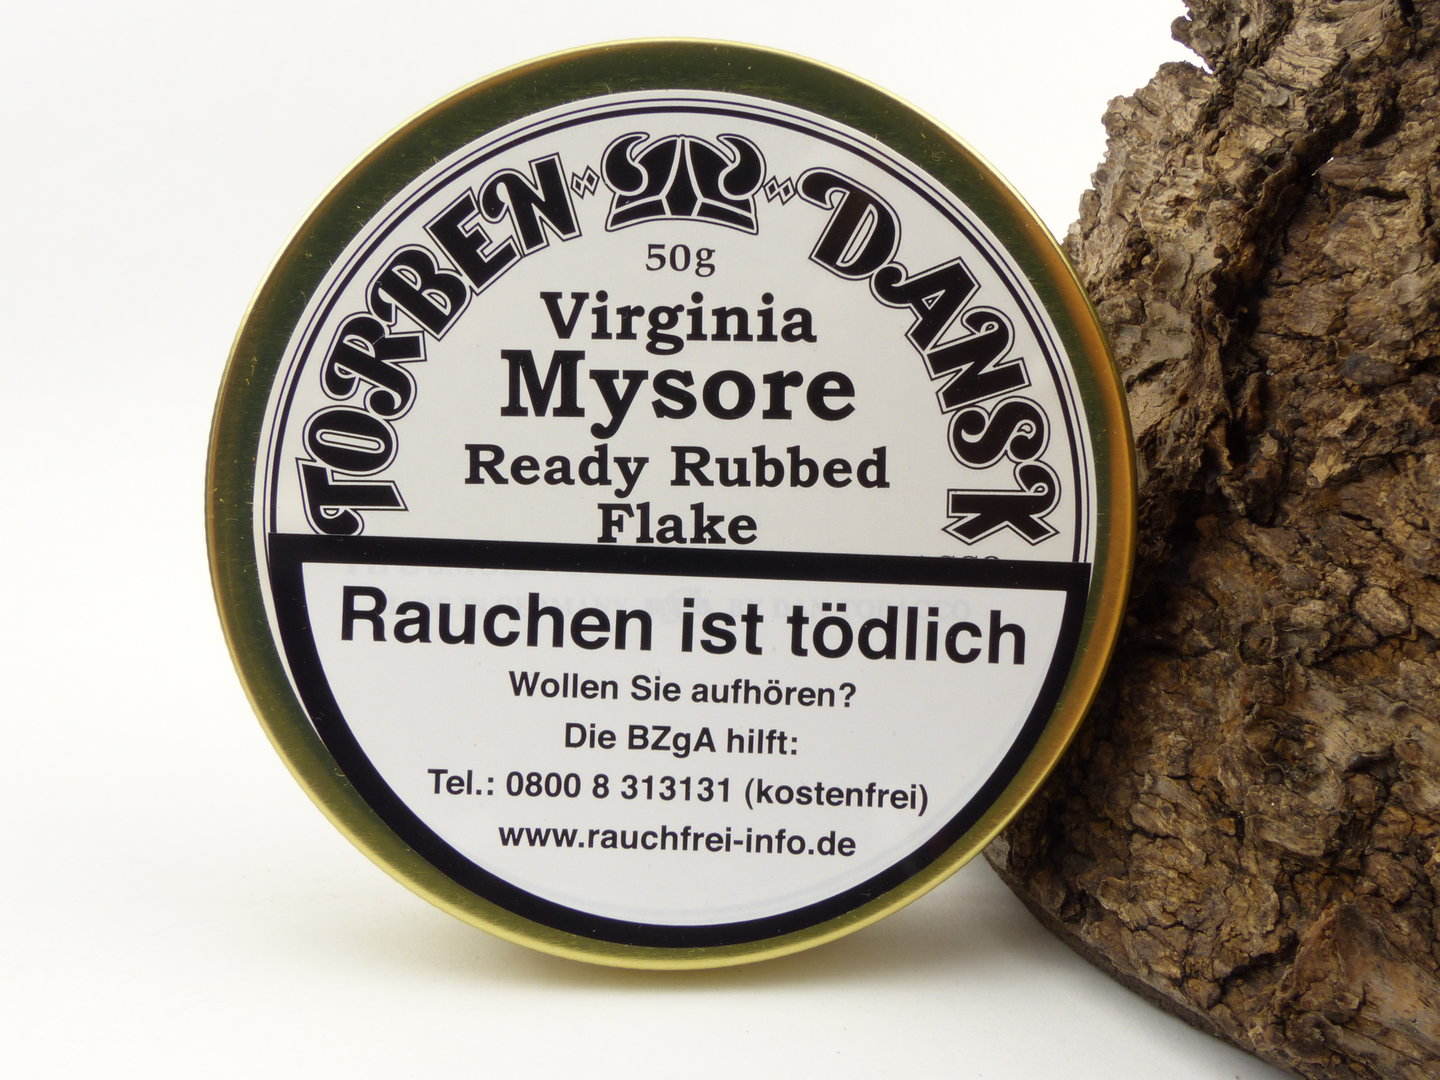 TORBEN DANSK
50g
Virginia
Mysore
Ready Rubbed
Flake
Rauchen ist tödlich
Wollen Sie aufhören?
Die BZgA hilft:
Tel.: 0800 8 313131 (kostenfrei)
www.rauchfrei-info.de